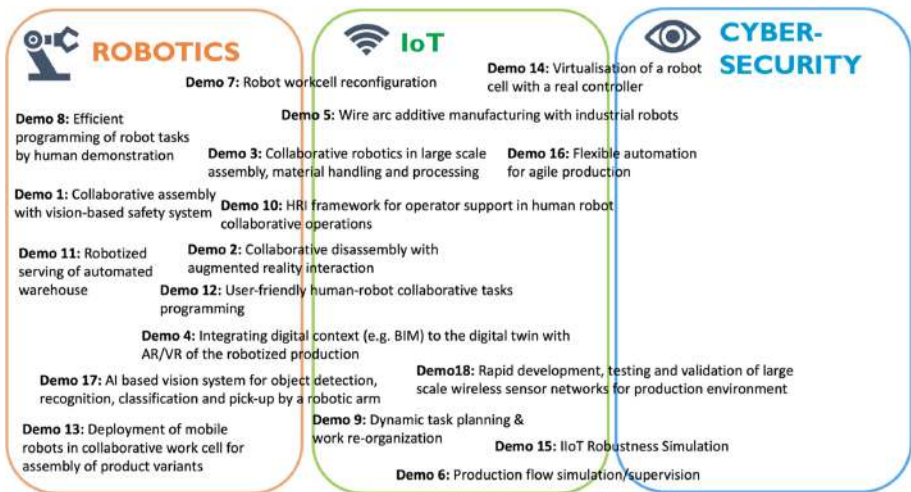 ROBOTICS
IoT
CYBER-
SECURITY
Demo 7: Robot workcell reconfiguration
Demo 14: Virtualisation of a robot
cell with a real controller
Demo 8: Efficient
programming of robot tasks
by human demonstration
Demo 5: Wire arc additive manufacturing with industrial robots
Demo 3: Collaborative robotics in large scale
assembly, material handling and processing
Demo 16: Flexible automation
for agile production
Demo 1: Collaborative assembly
with vision-based safety system
Demo 10: HRI framework for operator support in human robot
collaborative operations
Demo 11: Robotized
serving of automated
warehouse
Demo 2: Collaborative disassembly with
augmented reality interaction
Demo 12: User-friendly human-robot collaborative tasks
programming
Demo 4: Integrating digital context (e.g. BIM) to the digital twin with
AR/VR of the robotized production
Demo 17: AI based vision system for object detection,
recognition, classification and pick-up by a robotic arm
Demo18: Rapid development, testing and validation of large
scale wireless sensor networks for production environment
Demo 13: Deployment of mobile
robots in collaborative work cell for
assembly of product variants
Demo 9: Dynamic task planning &
work re-organization
Demo 15: IIoT Robustness Simulation
Demo 6: Production flow simulation/supervision